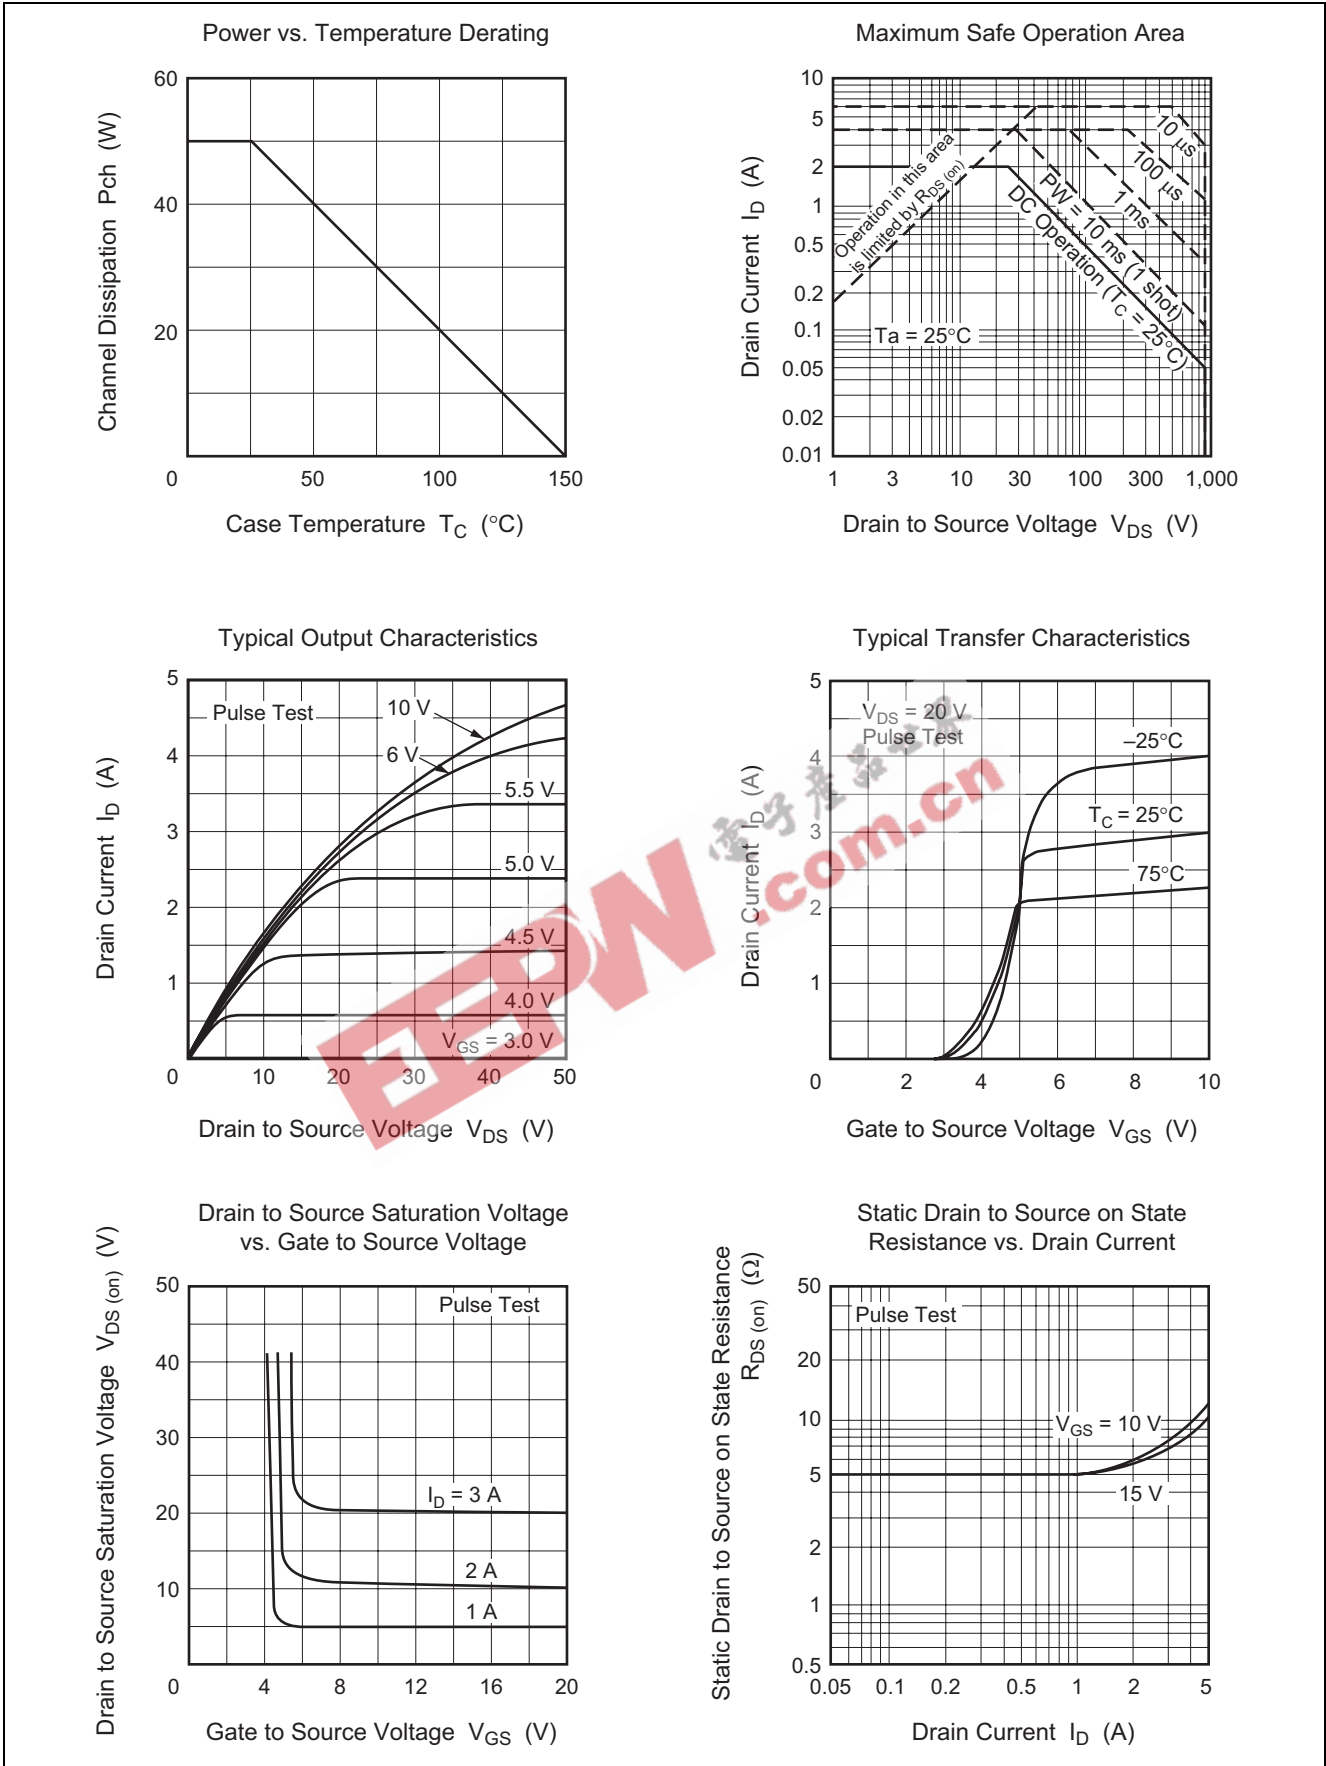 Power vs. Temperature Derating
Channel Dissipation Pch (W)
60
40
20
0
50
100
150
Case Temperature TC (°C)
Maximum Safe Operation Area
Drain Current ID (A)
10
5
2
1
0.5
0.2
0.1
0.05
0.02
0.01
Operation in this area
is limited by RDS (on)
10 μs
100 μs
1 ms
PW = 10 ms (1 shot)
DC Operation (TC = 25°C)
Ta = 25°C
1
3
10
30
100
300
1,000
Drain to Source Voltage VDS (V)
Typical Output Characteristics
Drain Current ID (A)
5
4
3
2
1
0
Pulse Test
10 V
6 V
5.5 V
5.0 V
4.5 V
4.0 V
VGS = 3.0 V
10
20
30
40
50
Drain to Source Voltage VDS (V)
Typical Transfer Characteristics
Drain Current ID (A)
5
4
3
2
1
0
VDS = 20 V
Pulse Test
–25°C
TC = 25°C
75°C
2
4
6
8
10
Gate to Source Voltage VGS (V)
EEPW
電子產品世界
.com.cn
Drain to Source Saturation Voltage
vs. Gate to Source Voltage
Drain to Source Saturation Voltage VDS (on) (V)
50
40
30
20
10
0
Pulse Test
ID = 3 A
2 A
1 A
4
8
12
16
20
Gate to Source Voltage VGS (V)
Static Drain to Source on State
Resistance vs. Drain Current
Static Drain to Source on State Resistance
RDS (on) (Ω)
50
20
10
5
2
1
0.5
Pulse Test
VGS = 10 V
15 V
0.05
0.1
0.2
0.5
1
2
5
Drain Current ID (A)